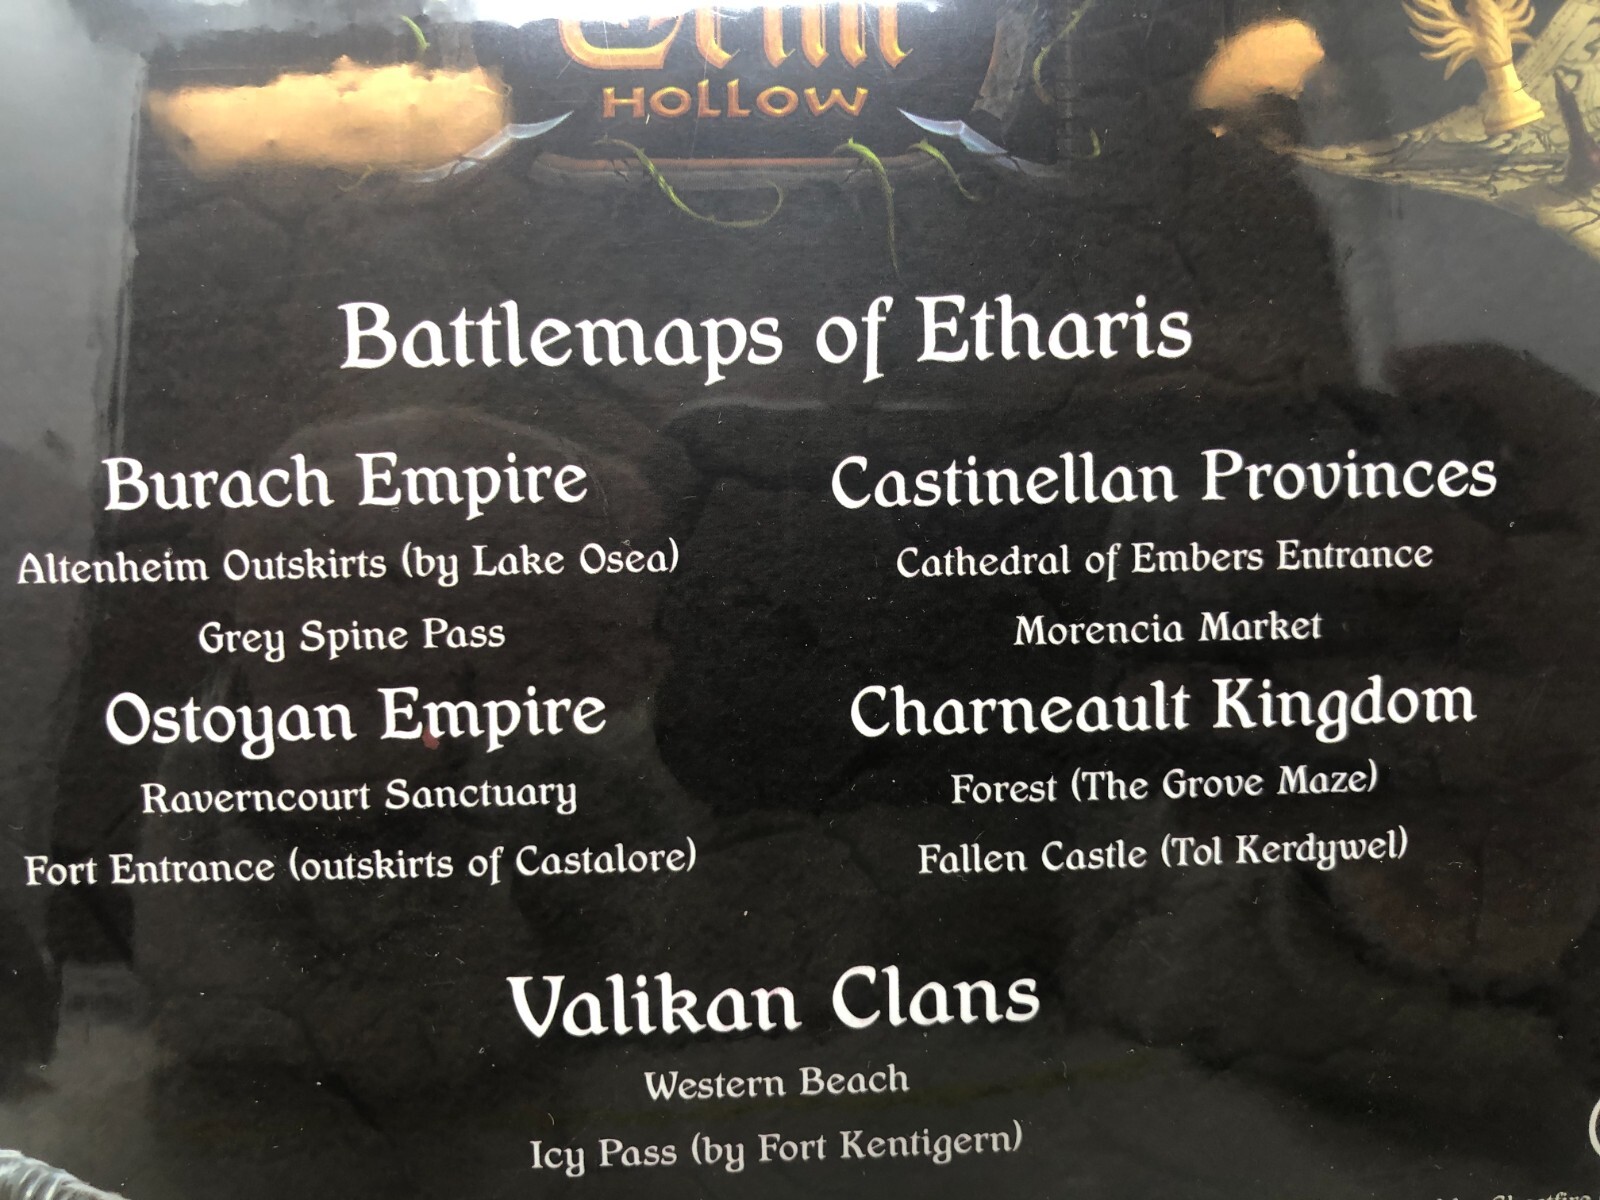 HOLLOW
Battlemaps of Etharis
Burach Empire
Altenheim Outskirts (by Lake Osea)
Grey Spine Pass
Ostoyan Empire
Raverncourt Sanctuary
Fort Entrance (outskirts of Castalore)
Castinellan Provinces
Cathedral of Embers Entrance
Morencia Market
Charneault Kingdom
Forest (The Grove Maze)
Fallen Castle (Tol Kerdywel)
Valikan Clans
Western Beach
Icy Pass (by Fort Kentigern)